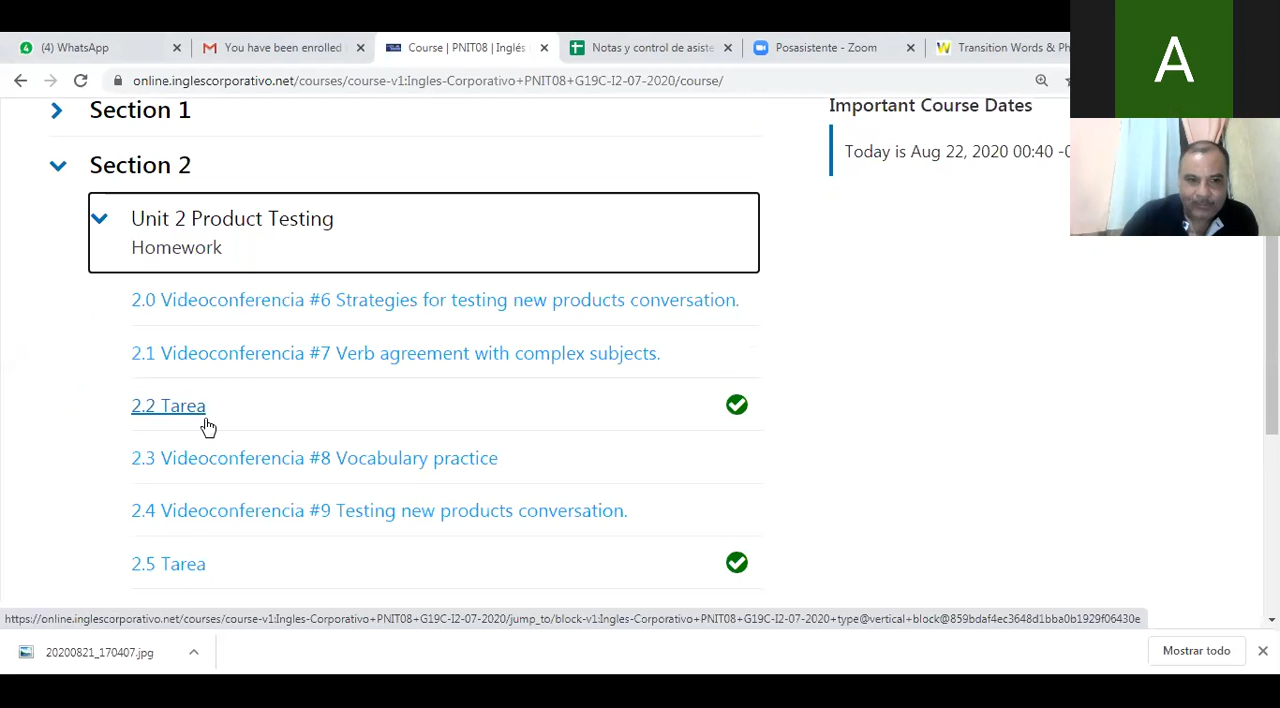 (4) WhatsApp
You have been enrolled
Course | PNIT08 | Inglés
Notas y control de asiste
Posasistente - Zoom
Transition Words & Ph
online.inglescorporativo.net/courses/course-v1:Ingles-Corporativo+PNIT08+G19C-I2-07-2020/course/
A
Section 1
Important Course Dates
Today is Aug 22, 2020 00:40 -0
Section 2
Unit 2 Product Testing
Homework
2.0 Videoconferencia #6 Strategies for testing new products conversation.
2.1 Videoconferencia #7 Verb agreement with complex subjects.
2.2 Tarea
2.3 Videoconferencia #8 Vocabulary practice
2.4 Videoconferencia #9 Testing new products conversation.
2.5 Tarea
https://online.inglescorporativo.net/courses/course-v1:Ingles-Corporativo+PNIT08+G19C-I2-07-2020/jump_to/block-v1:Ingles-Corporativo+PNIT08+G19C-I2-07-2020+type@vertical+block@859bdaf4ec3648d1bba0b1929f06430e
20200821_170407.jpg
Mostrar todo